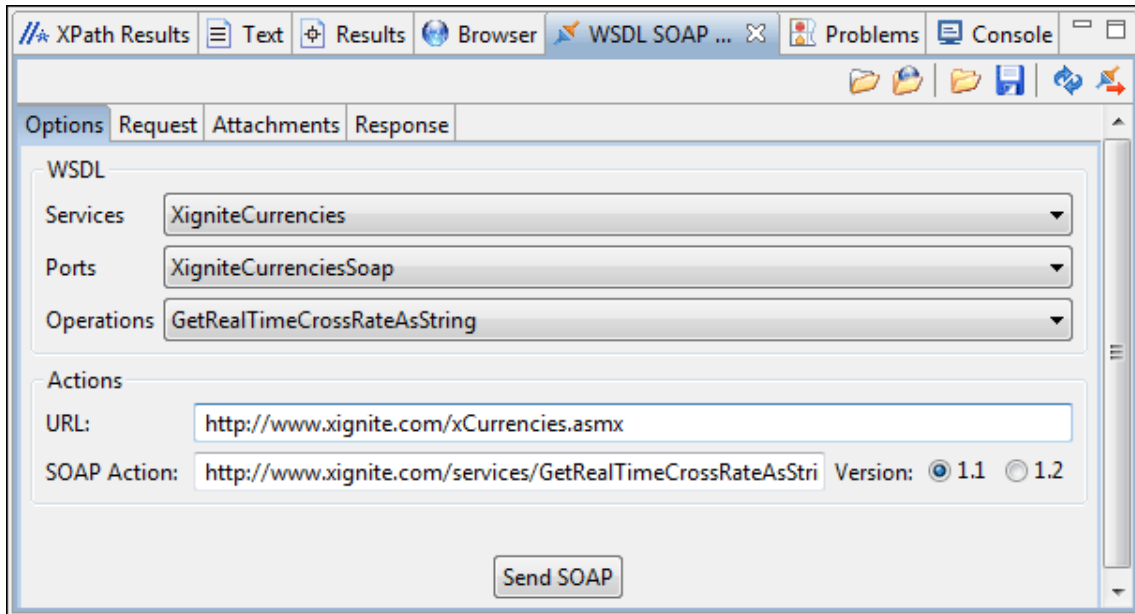 XPath Results Text Results Browser WSDL SOAP ... Problems Console
Options Request Attachments Response
WSDL
Services XigniteCurrencies
Ports XigniteCurrenciesSoap
Operations GetRealTimeCrossRateAsString
Actions
URL: http://www.xignite.com/xCurrencies.asmx
SOAP Action: http://www.xignite.com/services/GetRealTimeCrossRateAsStri Version: 1.1 1.2
Send SOAP